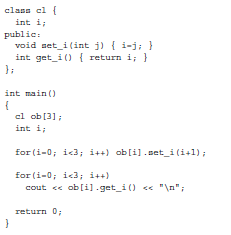 class cl {
  int i;
public:
  void set_i(int j) { i=j; }
  int get_i() { return i; }
};

int main()
{
  cl ob[3];
  int i;

  for(i=0; i<3; i++) ob[i].set_i(i+1);

  for(i=0; i<3; i++)
    cout << ob[i].get_i() << "\n";

  return 0;
}